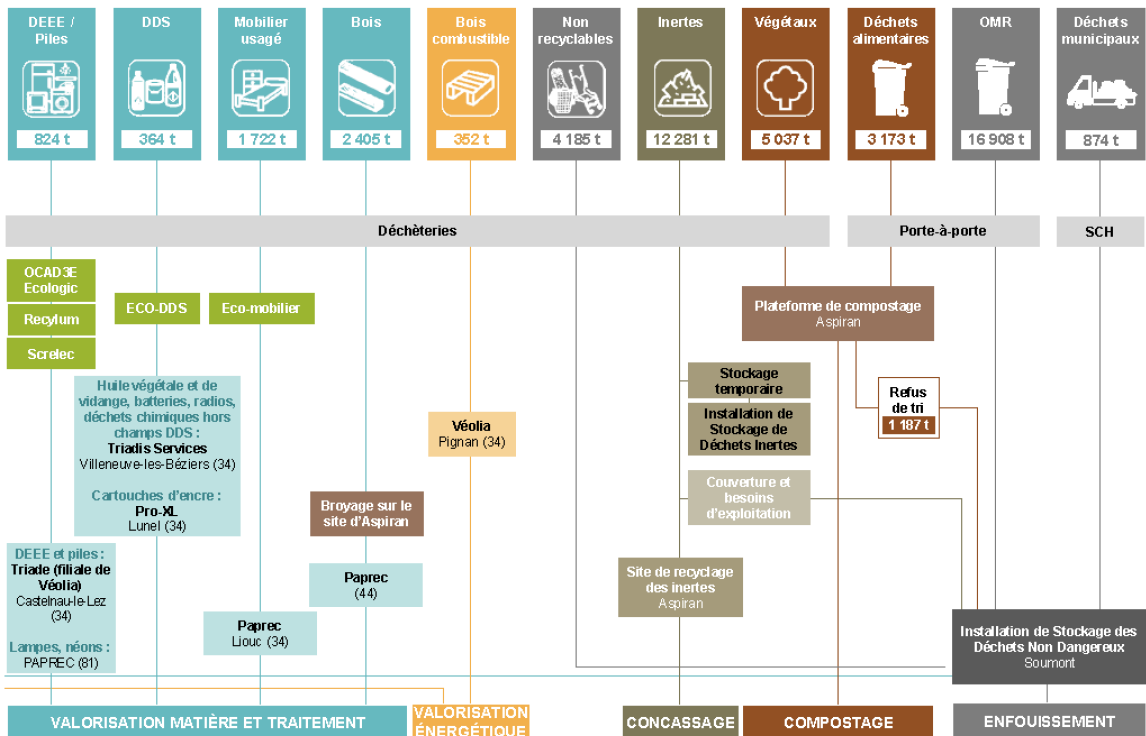 DEEE /
Piles
824 t
DDS
364 t
Mobilier
usagé
1 722 t
Bois
2 405 t
Bois
combustible
352 t
Non
recyclables
4 185 t
Inertes
12 281 t
Végétaux
5 037 t
Déchets
alimentaires
3 173 t
OMR
16 908 t
Déchets
municipaux
874 t
Déchèteries
Porte-à-porte
SCH
OCAD3E
Ecologic
Recylum
Screlec
ECO-DDS
Eco-mobilier
Plateforme de compostage
Aspiran
Huile végétale et de
vidange, batteries, radios,
déchets chimiques hors
champs DDS :
Triadis Services
Villeneuve-les-Béziers (34)
Cartouches d'encre :
Pro-XL
Lunel (34)
Véolia
Pignan (34)
Stockage
temporaire
Installation de
Stockage de
Déchets Inertes
Refus
de tri
1 187 t
Couverture et
besoins
d'exploitation
Broyage sur le
site d'Aspiran
DEEE et piles :
Triade (filiale de
Véolia)
Castelnau-le-Lez
(34)
Lampes, néons :
PAPREC (81)
Paprec
(44)
Paprec
Liouc (34)
Site de recyclage
des inertes
Aspiran
Installation de Stockage des
Déchets Non Dangereux
Soumont
VALORISATION MATIÈRE ET TRAITEMENT
VALORISATION
ÉNERGÉTIQUE
CONCASSAGE
COMPOSTAGE
ENFOUISSEMENT